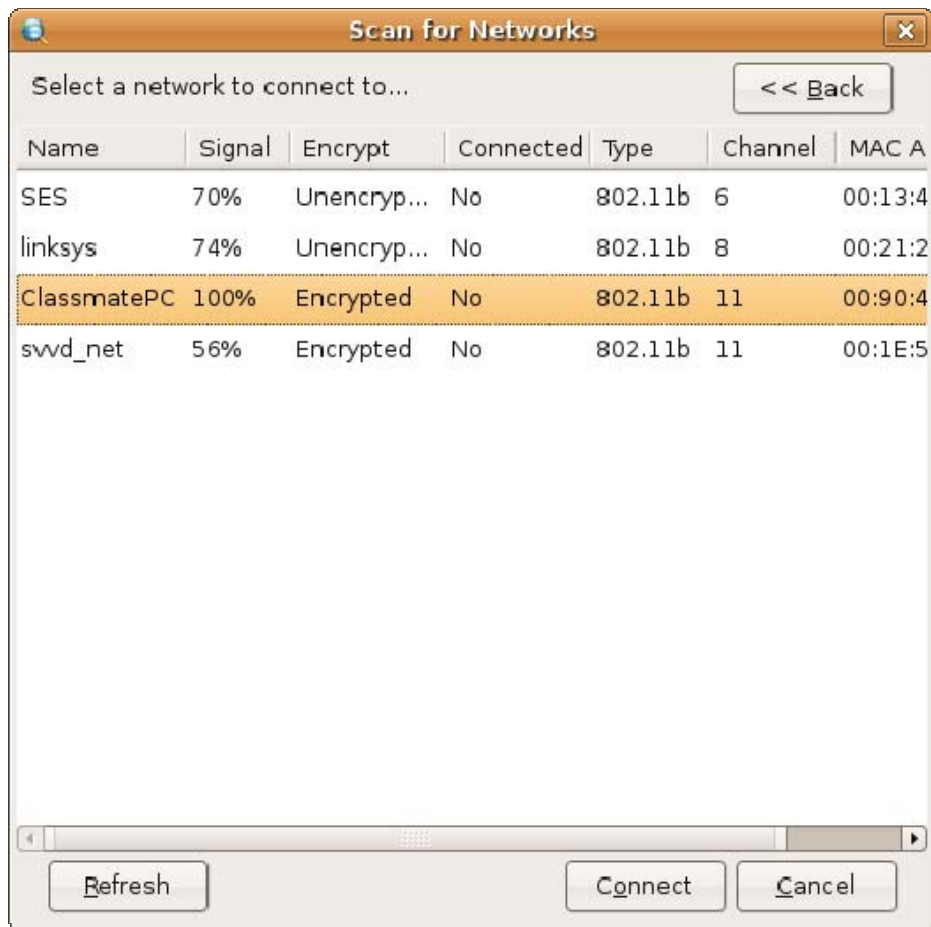 Scan for Networks
Select a network to connect to...
<< Back
Name Signal Encrypt Connected Type Channel MAC A
SES 70% Unencryp... No 802.11b 6 00:13:4
linksys 74% Unencryp... No 802.11b 8 00:21:2
ClassmatePC 100% Encrypted No 802.11b 11 00:90:4
svvd_net 56% Encrypted No 802.11b 11 00:1E:5
Refresh Connect Cancel